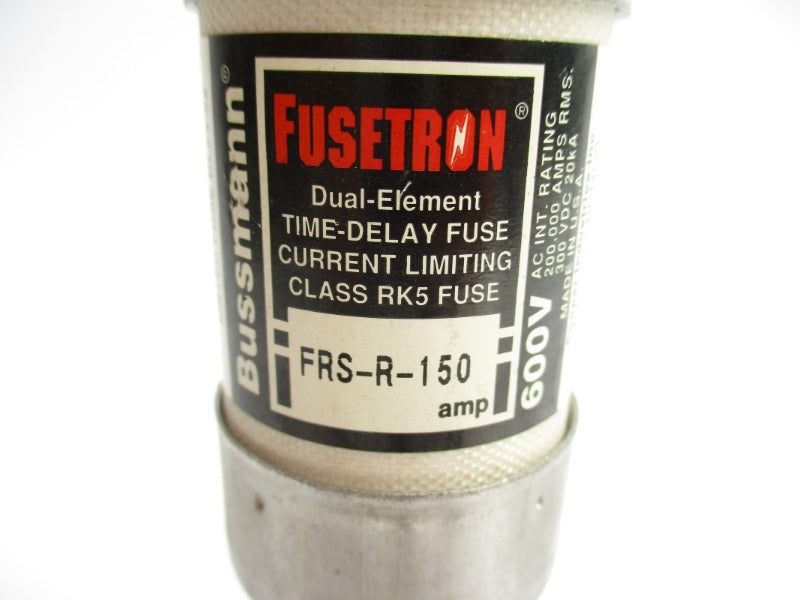 Bussmann®
FUSETRON®
Dual-Element
TIME-DELAY FUSE
CURRENT LIMITING
CLASS RK5 FUSE
FRS-R-150
amp
600V
AC INT. RATING
200,000 AMPS RMS.
300 VDC 20kA
MADE IN U.S.A.